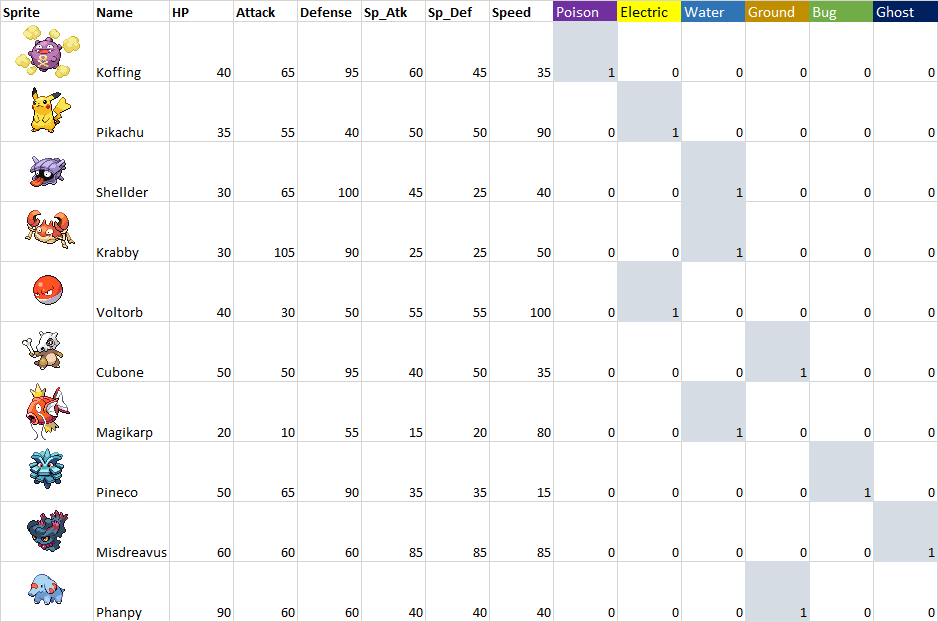 Sprite Name HP Attack Defense Sp_Atk Sp_Def Speed Poison Electric Water Ground Bug Ghost
Koffing 40 65 95 60 45 35 1 0 0 0 0 0
Pikachu 35 55 40 50 50 90 0 1 0 0 0 0
Shellder 30 65 100 45 25 40 0 0 1 0 0 0
Krabby 30 105 90 25 25 50 0 0 1 0 0 0
Voltorb 40 30 50 55 55 100 0 1 0 0 0 0
Cubone 50 50 95 40 50 35 0 0 0 1 0 0
Magikarp 20 10 55 15 20 80 0 0 1 0 0 0
Pineco 50 65 90 35 35 15 0 0 0 0 1 0
Misdreavus 60 60 60 85 85 85 0 0 0 0 0 1
Phanpy 90 60 60 40 40 40 0 0 0 1 0 0